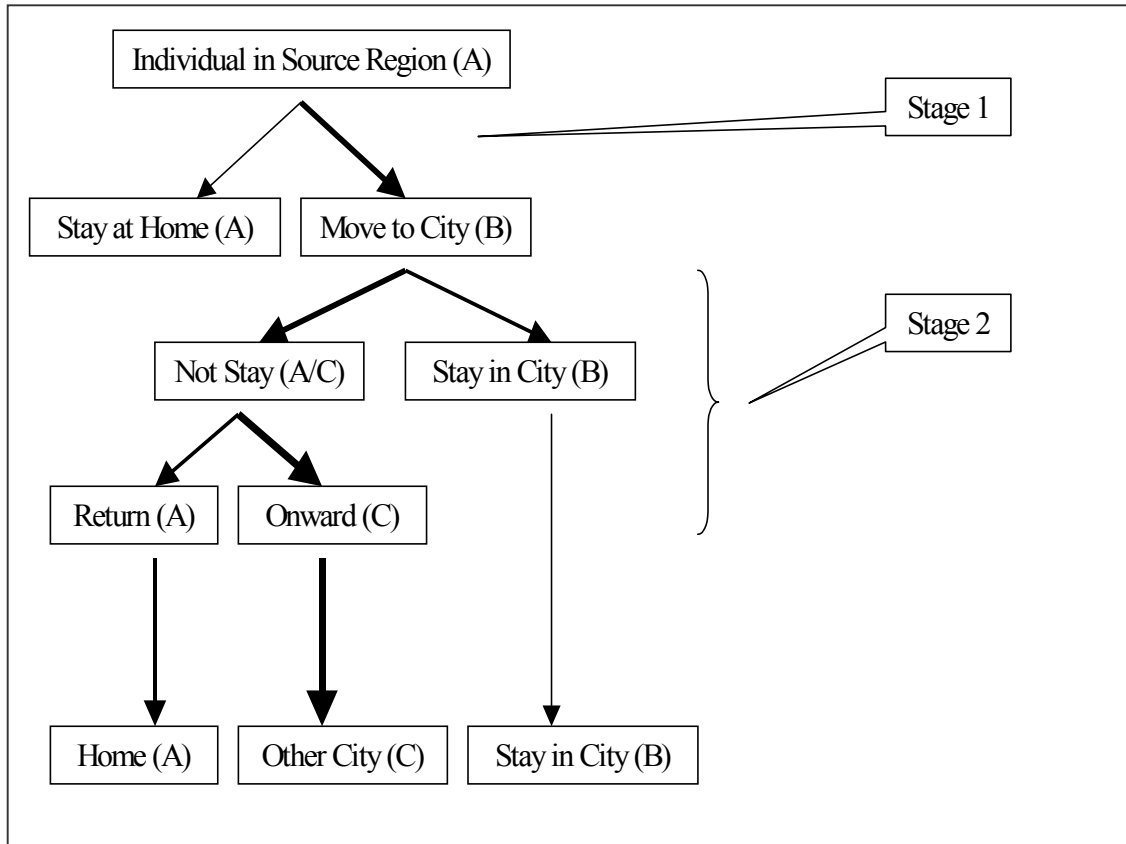 Individual in Source Region (A)
Stage 1
Stay at Home (A)
Move to City (B)
Stage 2
Not Stay (A/C)
Stay in City (B)
Return (A)
Onward (C)
Home (A)
Other City (C)
Stay in City (B)